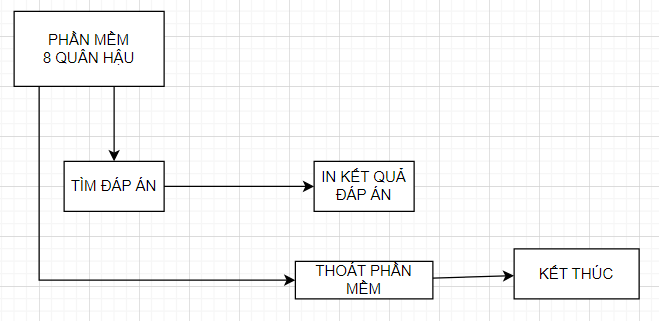 PHẦN MỀM
8 QUÂN HẬU
TÌM ĐÁP ÁN
IN KẾT QUẢ
ĐÁP ÁN
THOÁT PHẦN
MỀM
KẾT THÚC